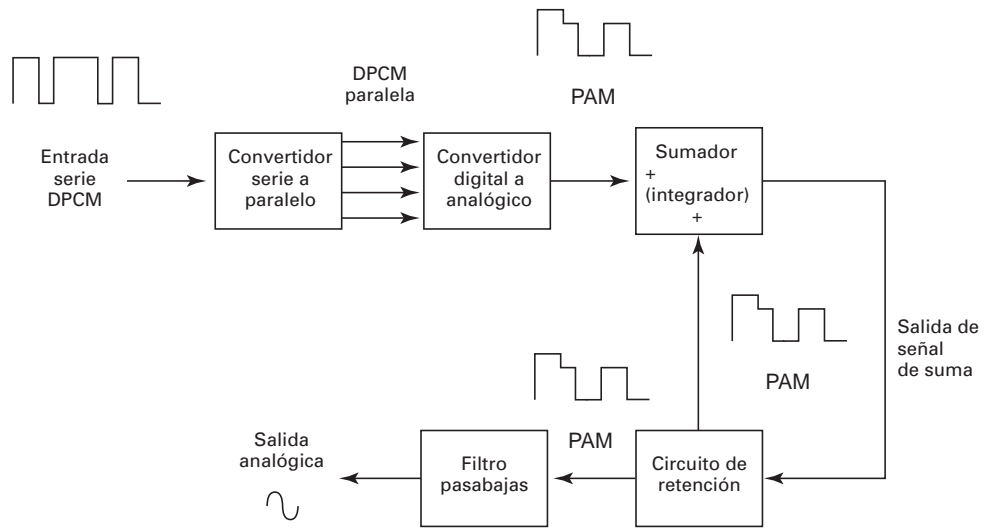 DPCM
paralela
PAM
Entrada
serie
DPCM
Convertidor
serie a
paralelo
Convertidor
digital a
analógico
Sumador
+
(integrador)
+
Salida de
señal
de suma
PAM
PAM
Salida
analógica
Filtro
pasabajas
Circuito de
retención